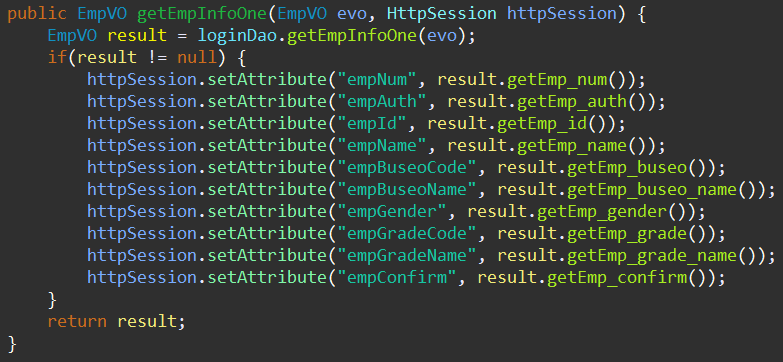 public EmpVO getEmpInfoOne(EmpVO evo, HttpSession httpSession) {
    EmpVO result = loginDao.getEmpInfoOne(evo);
    if(result != null) {
        httpSession.setAttribute("empNum", result.getEmp_num());
        httpSession.setAttribute("empAuth", result.getEmp_auth());
        httpSession.setAttribute("empId", result.getEmp_id());
        httpSession.setAttribute("empName", result.getEmp_name());
        httpSession.setAttribute("empBuseoCode", result.getEmp_buseo());
        httpSession.setAttribute("empBuseoName", result.getEmp_buseo_name());
        httpSession.setAttribute("empGender", result.getEmp_gender());
        httpSession.setAttribute("empGradeCode", result.getEmp_grade());
        httpSession.setAttribute("empGradeName", result.getEmp_grade_name());
        httpSession.setAttribute("empConfirm", result.getEmp_confirm());
    }
    return result;
}